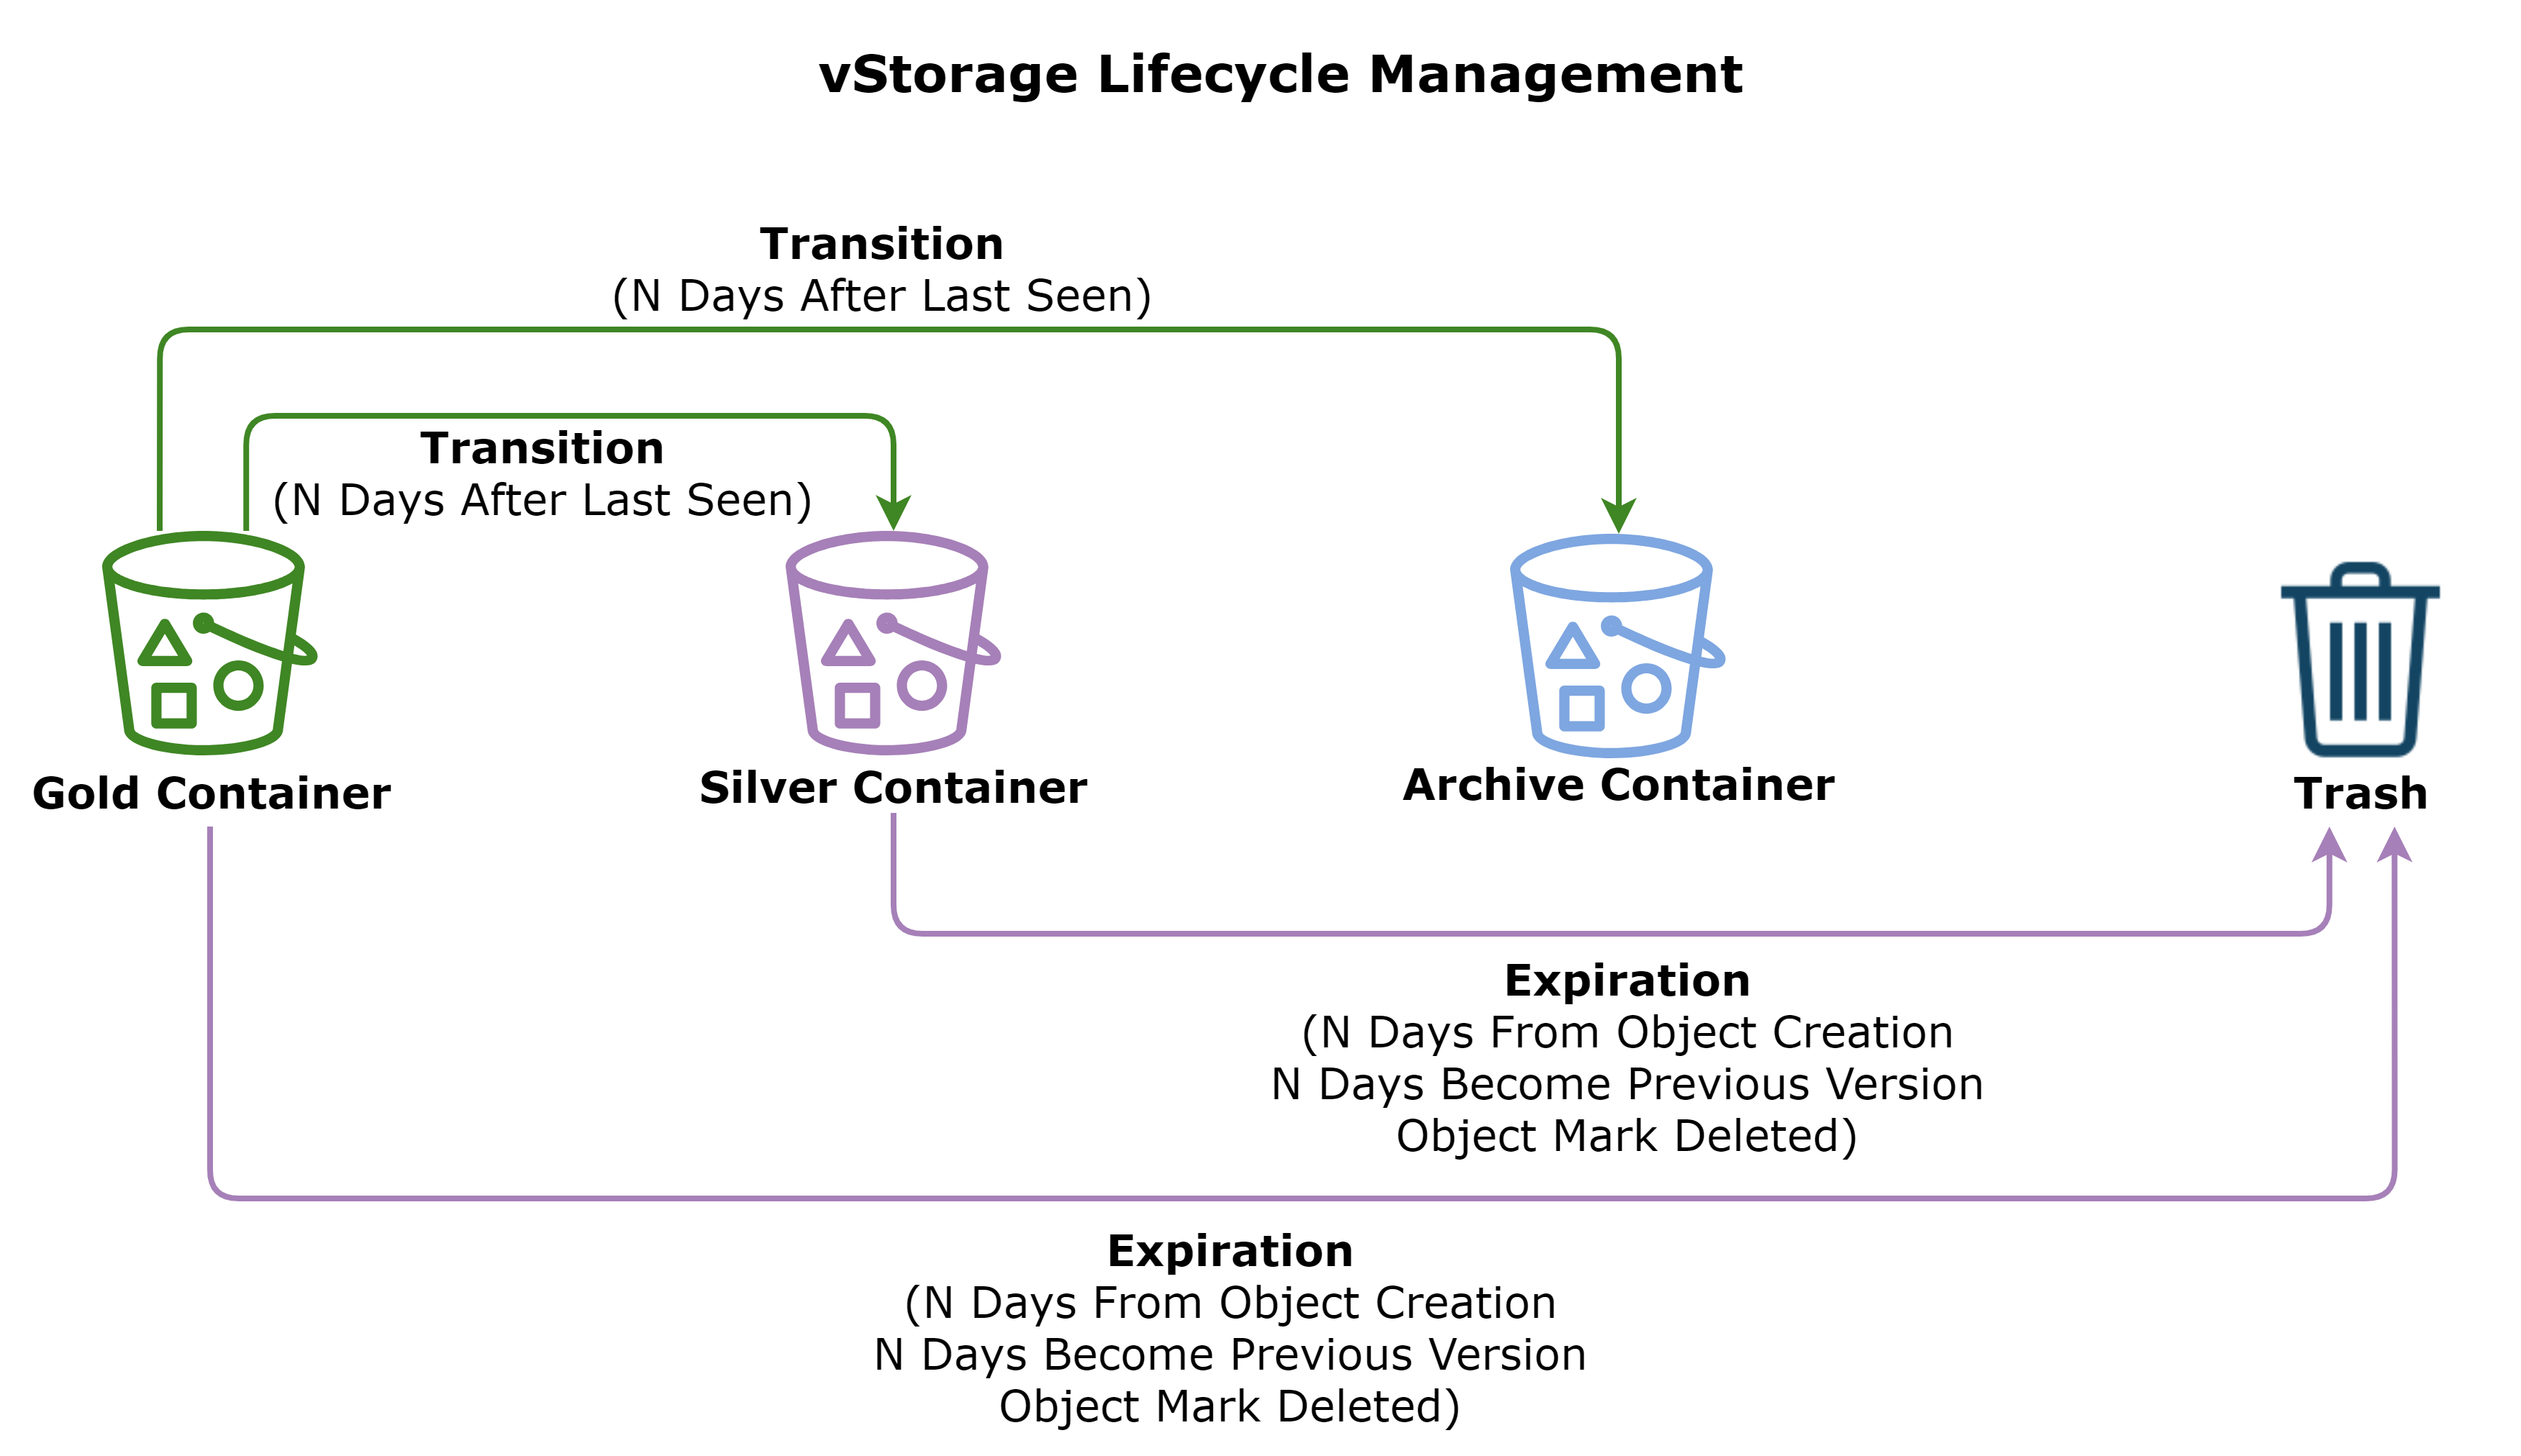 vStorage Lifecycle Management
Transition
(N Days After Last Seen)
Transition
(N Days After Last Seen)
Gold Container
Silver Container
Archive Container
Trash
Expiration
(N Days From Object Creation
N Days Become Previous Version
Object Mark Deleted)
Expiration
(N Days From Object Creation
N Days Become Previous Version
Object Mark Deleted)